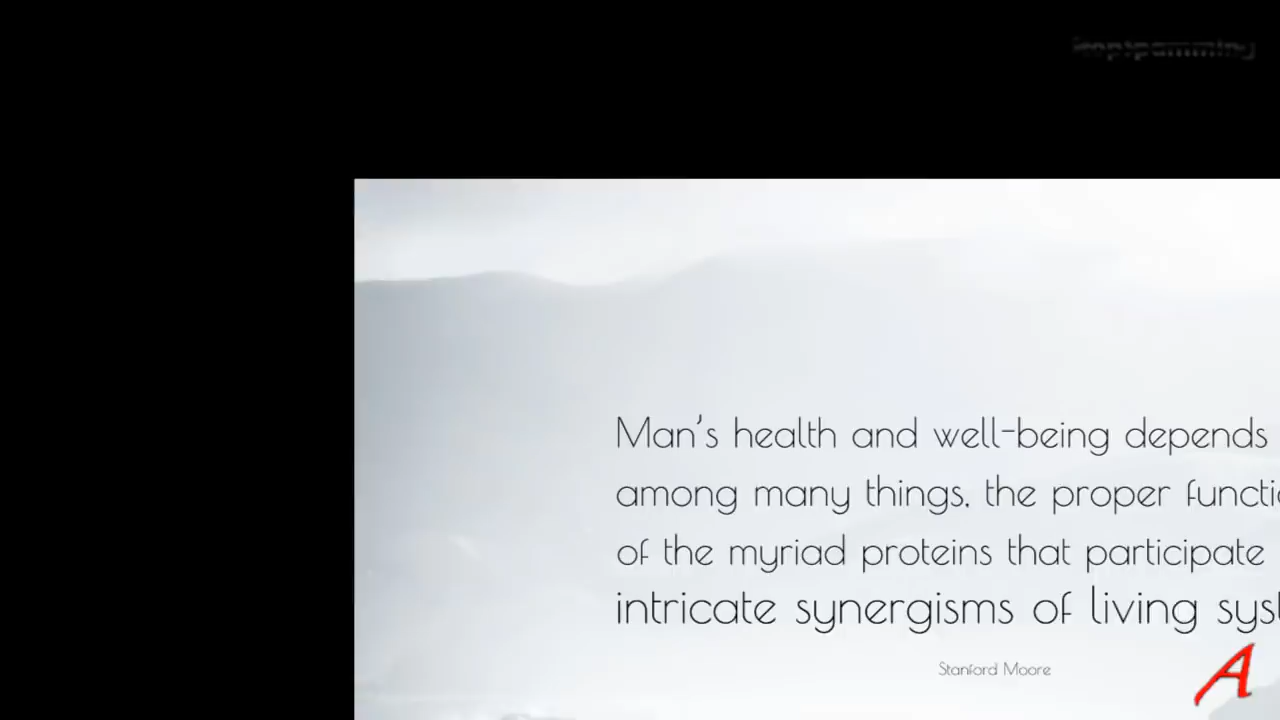 Man's health and well-being depends
among many things, the proper functi
of the myriad proteins that participate
intricate synergisms of living syst
Stanford Moore
A